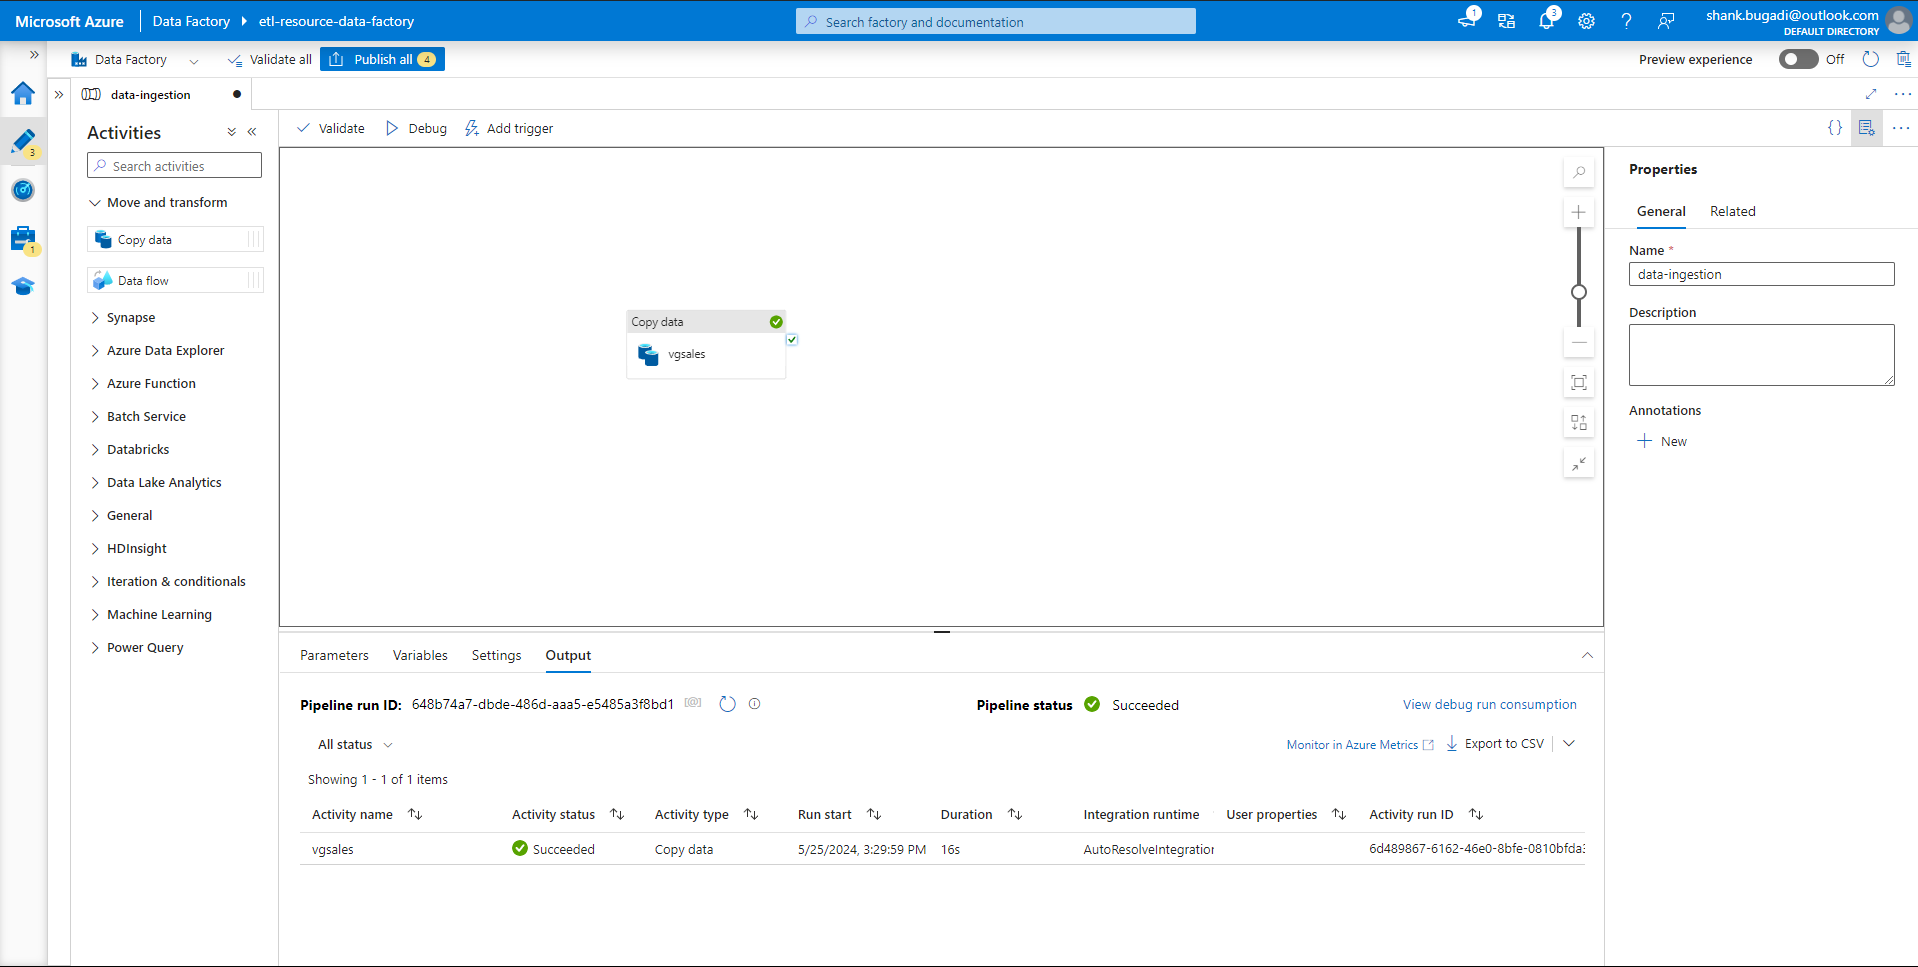 Microsoft Azure Data Factory etl-resource-data-factory Search factory and documentation 1 3 shank.bugadi@outlook.com
DEFAULT DIRECTORY
Data Factory Validate all Publish all 4 Preview experience Off
data-ingestion
Activities Validate Debug Add trigger
3
Search activities
Move and transform
Copy data
1
Data flow
Synapse
Azure Data Explorer
Azure Function
Batch Service
Databricks
Data Lake Analytics
General
HDInsight
Iteration & conditionals
Machine Learning
Power Query
Copy data
vgsales
Properties
General Related
Name *
data-ingestion
Description
Annotations
New
Parameters Variables Settings Output
Pipeline run ID: 648b74a7-dbde-486d-aaa5-e5485a3f8bd1 Pipeline status Succeeded View debug run consumption
All status Monitor in Azure Metrics Export to CSV
Showing 1 - 1 of 1 items
Activity name Activity status Activity type Run start Duration Integration runtime User properties Activity run ID
vgsales Succeeded Copy data 5/25/2024, 3:29:59 PM 16s AutoResolveIntegration 6d489867-6162-46e0-8bfe-0810bfda3